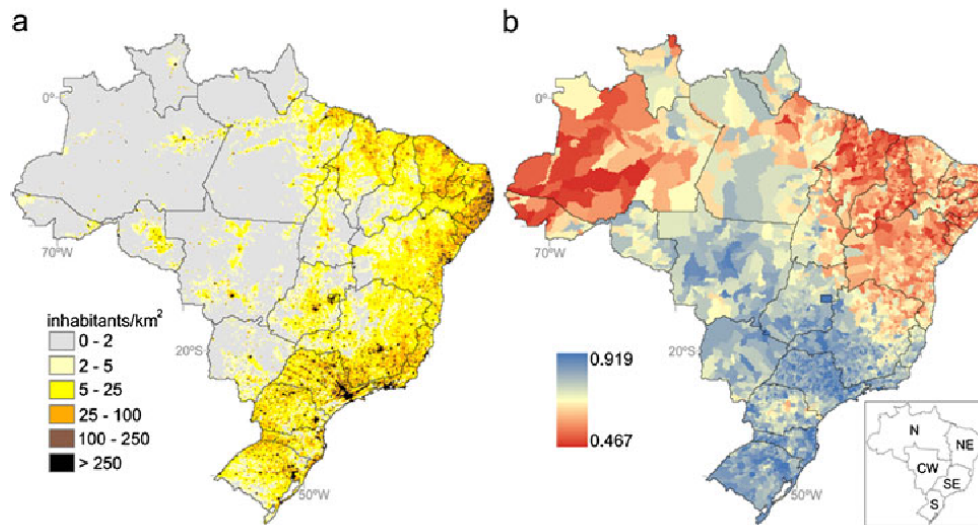 a
0°
70°W
20°S
50°W
inhabitants/km²
0 - 2
2 - 5
5 - 25
25 - 100
100 - 250
> 250
b
0°
70°W
20°S
50°W
0.919
0.467
N
NE
CW
SE
S